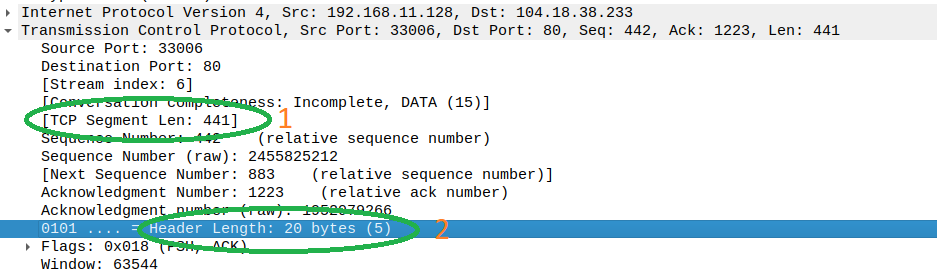 Internet Protocol Version 4, Src: 192.168.11.128, Dst: 104.18.38.233
Transmission Control Protocol, Src Port: 33006, Dst Port: 80, Seq: 442, Ack: 1223, Len: 441
Source Port: 33006
Destination Port: 80
[Stream index: 6]
[Conversation completeness: Incomplete, DATA (15)]
[TCP Segment Len: 441] 1
Sequence Number: 442 (relative sequence number)
Sequence Number (raw): 2455825212
[Next Sequence Number: 883 (relative sequence number)]
Acknowledgment Number: 1223 (relative ack number)
Acknowledgment number (raw): 1952079266
0101 .... = Header Length: 20 bytes (5) 2
Flags: 0x018 (PSH, ACK)
Window: 63544